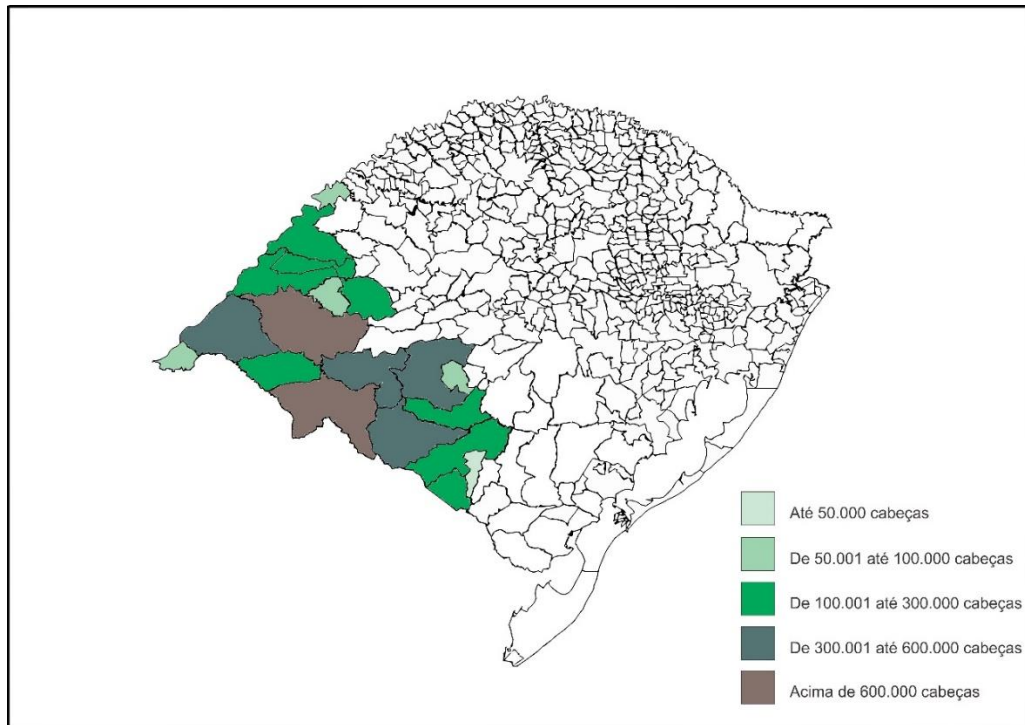 Até 50.000 cabeças
De 50.001 até 100.000 cabeças
De 100.001 até 300.000 cabeças
De 300.001 até 600.000 cabeças
Acima de 600.000 cabeças